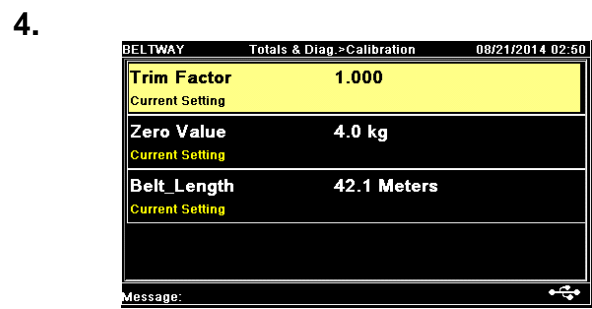 4.
BELTWAY Totals & Diag.>Calibration 08/21/2014 02:50
Trim Factor 1.000
Current Setting
Zero Value 4.0 kg
Current Setting
Belt_Length 42.1 Meters
Current Setting
Message: